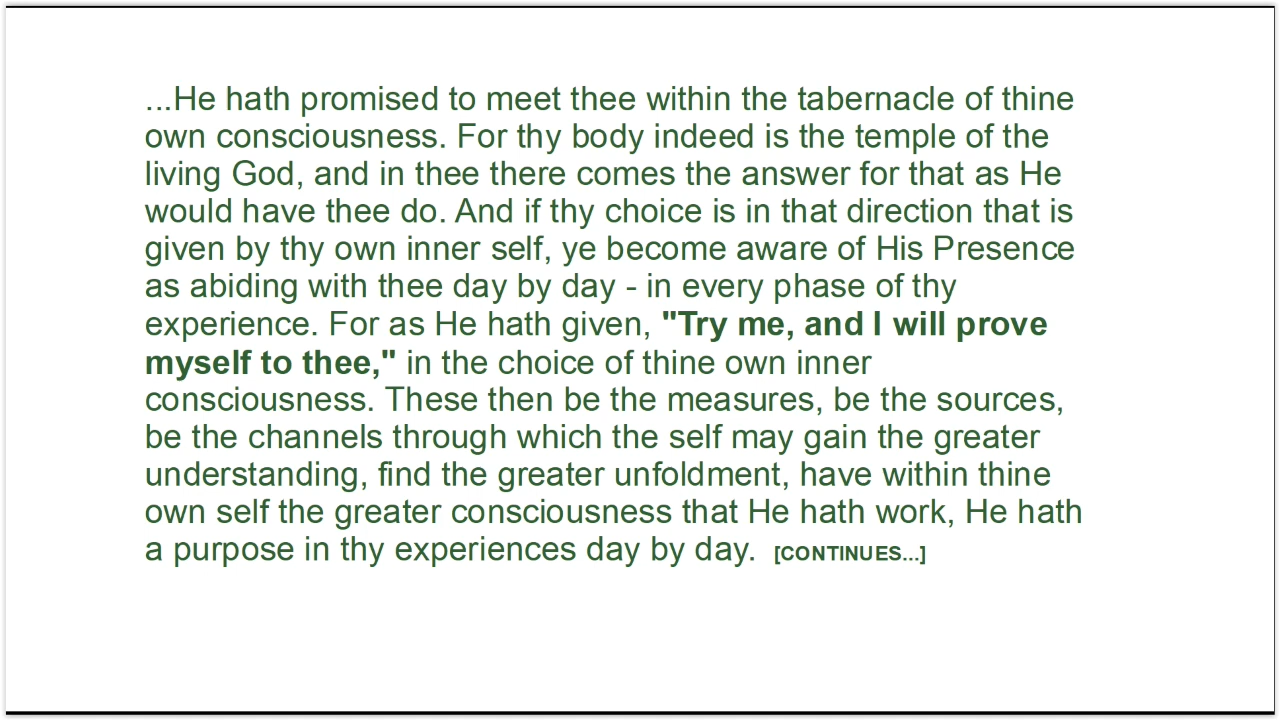 ...He hath promised to meet thee within the tabernacle of thine
own consciousness. For thy body indeed is the temple of the
living God, and in thee there comes the answer for that as He
would have thee do. And if thy choice is in that direction that is
given by thy own inner self, ye become aware of His Presence
as abiding with thee day by day - in every phase of thy
experience. For as He hath given, "Try me, and I will prove
myself to thee," in the choice of thine own inner
consciousness. These then be the measures, be the sources,
be the channels through which the self may gain the greater
understanding, find the greater unfoldment, have within thine
own self the greater consciousness that He hath work, He hath
a purpose in thy experiences day by day. [CONTINUES...]